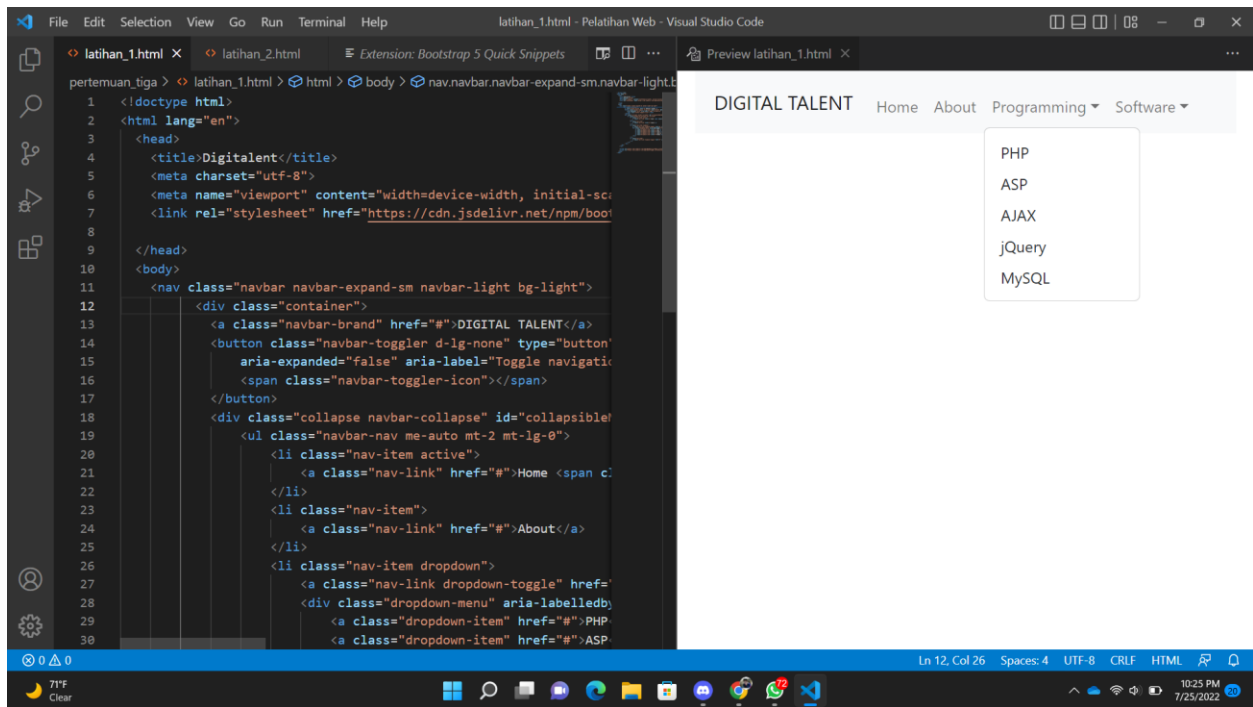 File Edit Selection View Go Run Terminal Help latihan_1.html - Pelatihan Web - Visual Studio Code
latihan_1.html latihan_2.html Extension: Bootstrap 5 Quick Snippets
Preview latihan_1.html
pertemuan_tiga > latihan_1.html > html > body > nav.navbar.navbar-expand-sm.navbar-light.b
1 <!doctype html>
2 <html lang="en">
3 <head>
4 <title>Digitalent</title>
5 <meta charset="utf-8">
6 <meta name="viewport" content="width=device-width, initial-sca
7 <link rel="stylesheet" href="https://cdn.jsdelivr.net/npm/boot
8
9 </head>
10 <body>
11 <nav class="navbar navbar-expand-sm navbar-light bg-light">
12 <div class="container">
13 <a class="navbar-brand" href="#">DIGITAL TALENT</a>
14 <button class="navbar-toggler d-lg-none" type="button"
15 aria-expanded="false" aria-label="Toggle navigatio
16 <span class="navbar-toggler-icon"></span>
17 </button>
18 <div class="collapse navbar-collapse" id="collapsibleN
19 <ul class="navbar-nav me-auto mt-2 mt-lg-0">
20 <li class="nav-item active">
21 <a class="nav-link" href="#">Home <span cl
22 </li>
23 <li class="nav-item">
24 <a class="nav-link" href="#">About</a>
25 </li>
26 <li class="nav-item dropdown">
27 <a class="nav-link dropdown-toggle" href="
28 <div class="dropdown-menu" aria-labelledby
29 <a class="dropdown-item" href="#">PHP<
30 <a class="dropdown-item" href="#">ASP<
DIGITAL TALENT Home About Programming Software
PHP
ASP
AJAX
jQuery
MySQL
0 0 Ln 12, Col 26 Spaces: 4 UTF-8 CRLF HTML
71°F
Clear
72
10:25 PM
7/25/2022
20